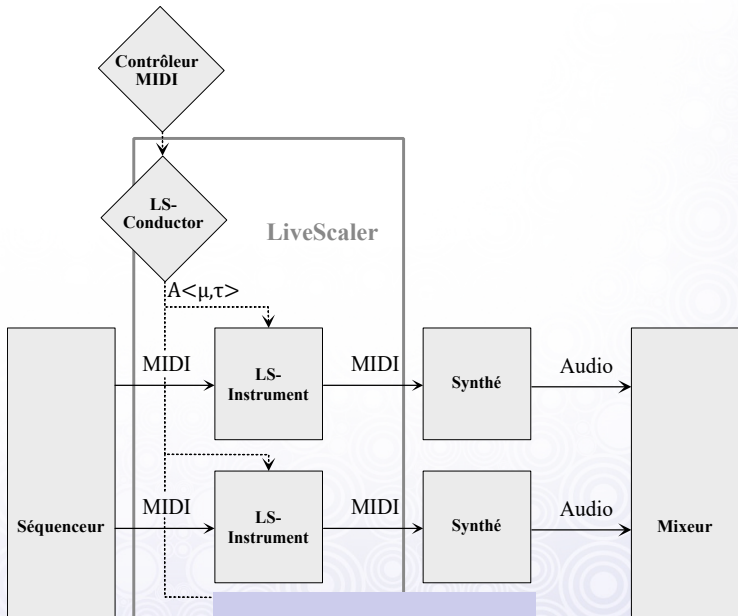 Contrôleur
MIDI
LS-
Conductor
LiveScaler
A<μ,τ>
MIDI
LS-
Instrument
MIDI
Synthé
Audio
Séquenceur
MIDI
LS-
Instrument
MIDI
Synthé
Audio
Mixeur